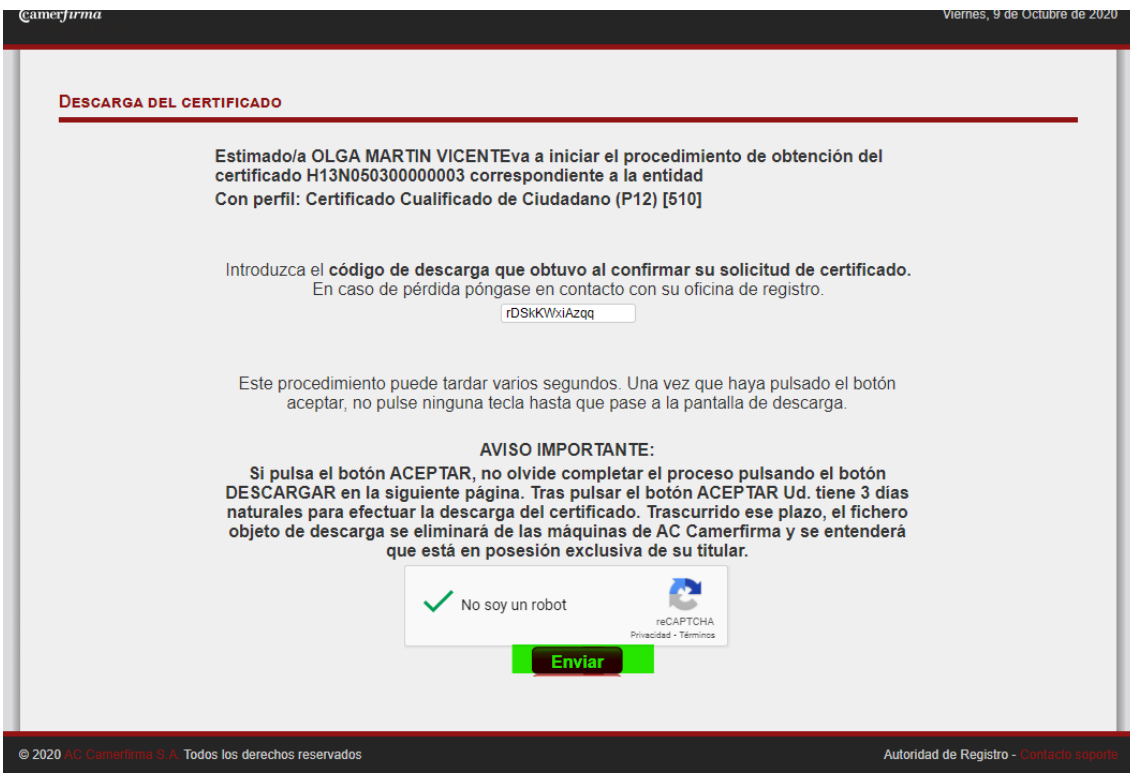 Camerfirma
Viernes, 9 de Octubre de 2020
DESCARGA DEL CERTIFICADO
Estimado/a OLGA MARTIN VICENTEva a iniciar el procedimiento de obtención del
certificado H13N050300000003 correspondiente a la entidad
Con perfil: Certificado Cualificado de Ciudadano (P12) [510]
Introduzca el código de descarga que obtuvo al confirmar su solicitud de certificado.
En caso de pérdida póngase en contacto con su oficina de registro.
rDSkKWxiAzqq
Este procedimiento puede tardar varios segundos. Una vez que haya pulsado el botón
aceptar, no pulse ninguna tecla hasta que pase a la pantalla de descarga.
AVISO IMPORTANTE:
Si pulsa el botón ACEPTAR, no olvide completar el proceso pulsando el botón
DESCARGAR en la siguiente página. Tras pulsar el botón ACEPTAR Ud. tiene 3 días
naturales para efectuar la descarga del certificado. Trascurrido ese plazo, el fichero
objeto de descarga se eliminará de las máquinas de AC Camerfirma y se entenderá
que está en posesión exclusiva de su titular.
No soy un robot
reCAPTCHA
Privacidad - Términos
Enviar
© 2020 AC Camerfirma S.A. Todos los derechos reservados
Autoridad de Registro - Contacto soporte